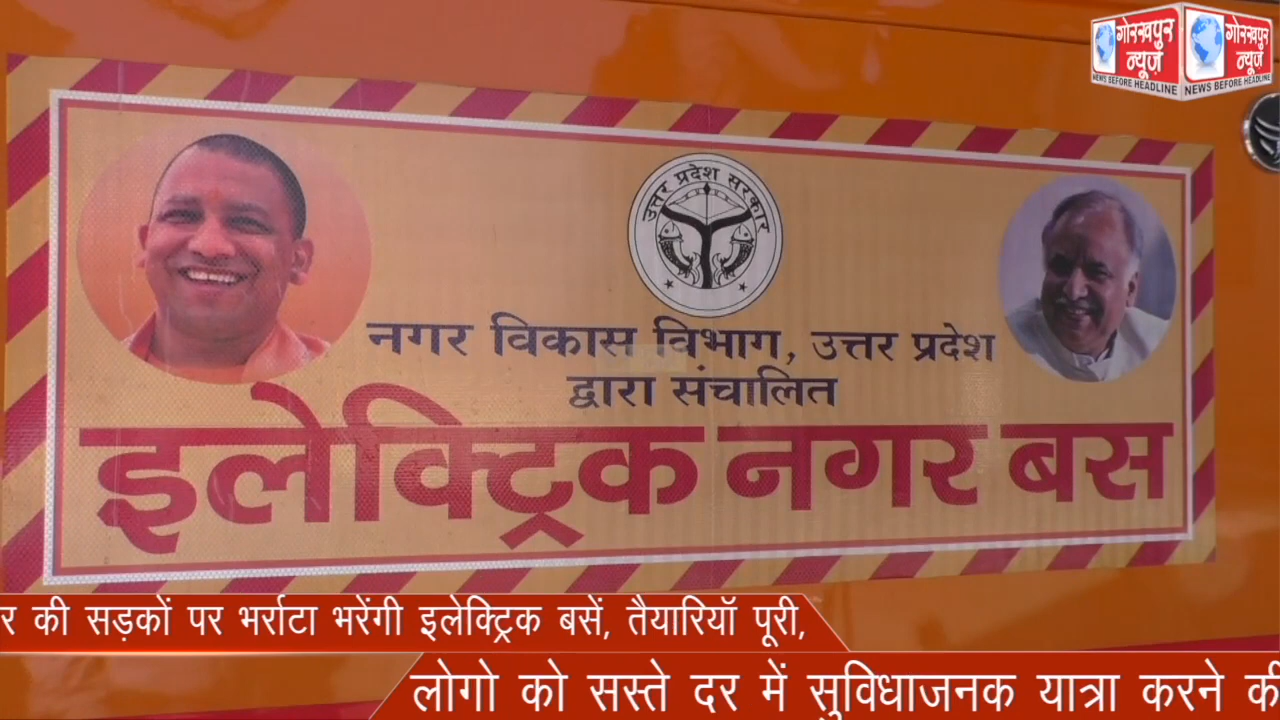 गोरखपुर गोरखपुर
न्यूज़ न्यूज़
NEWS BEFORE HEADLINE NEWS BEFORE HEADLINE
उत्तर प्रदेश सरकार
नगर विकास विभाग, उत्तर प्रदेश
द्वारा संचालित
इलेक्ट्रिक नगर बस
र की सड़कों पर भर्राटा भरेंगी इलेक्ट्रिक बसें, तैयारियॉ पूरी,
लोगो को सस्ते दर में सुविधाजनक यात्रा करने की